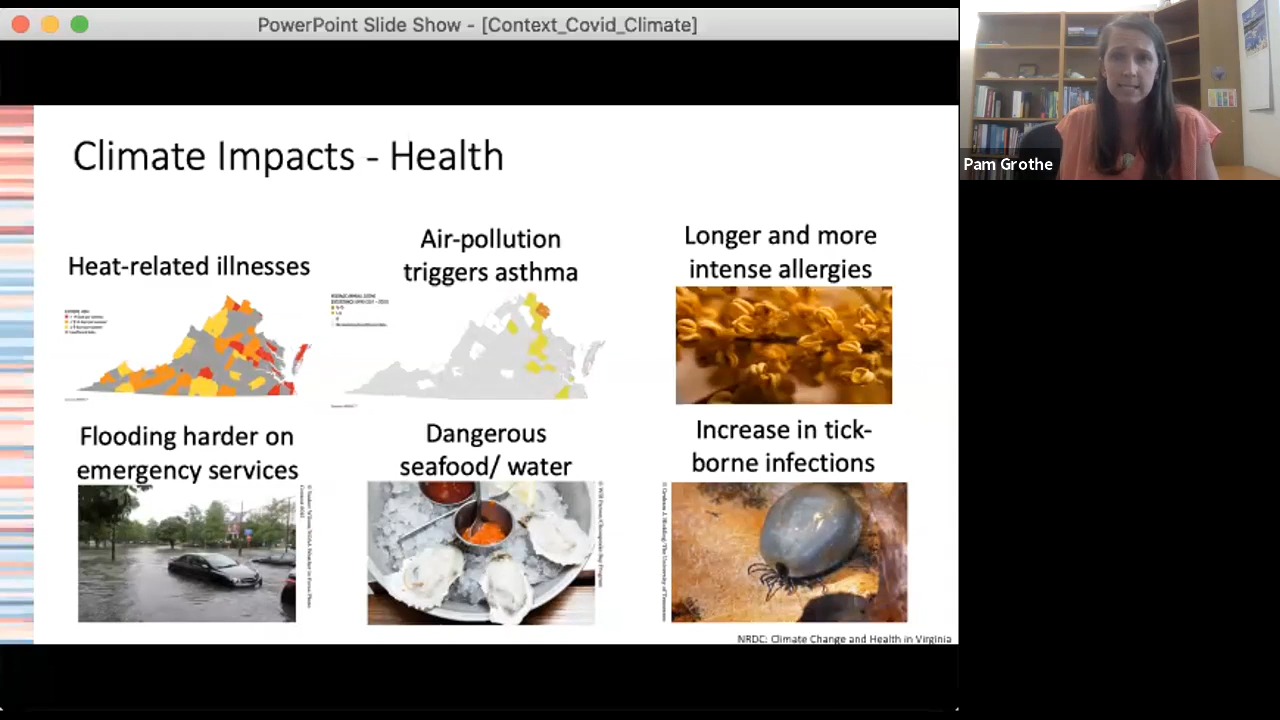 PowerPoint Slide Show - [Context_Covid_Climate]
Pam Grothe
Climate Impacts - Health
Heat-related illnesses
Air-pollution
triggers asthma
Longer and more
intense allergies
Flooding harder on
emergency services
Dangerous
seafood/ water
Increase in tick-
borne infections
NRDC: Climate Change and Health in Virginia